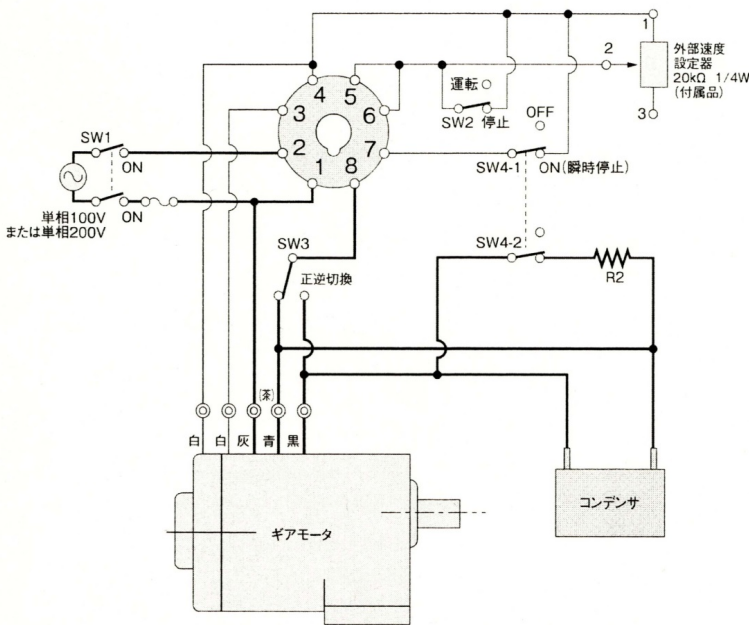 1
外部速度
設定器
20kΩ 1/4W
(付属品)
2
3
4
5
3
6
2
7
1
8
運転
SW2 停止
OFF
SW1
ON
SW4-1
ON(瞬時停止)
ON
単相100V
または単相200V
SW3
正逆切換
SW4-2
R2
(茶)
白
白
灰
青
黒
ギアモータ
コンデンサ